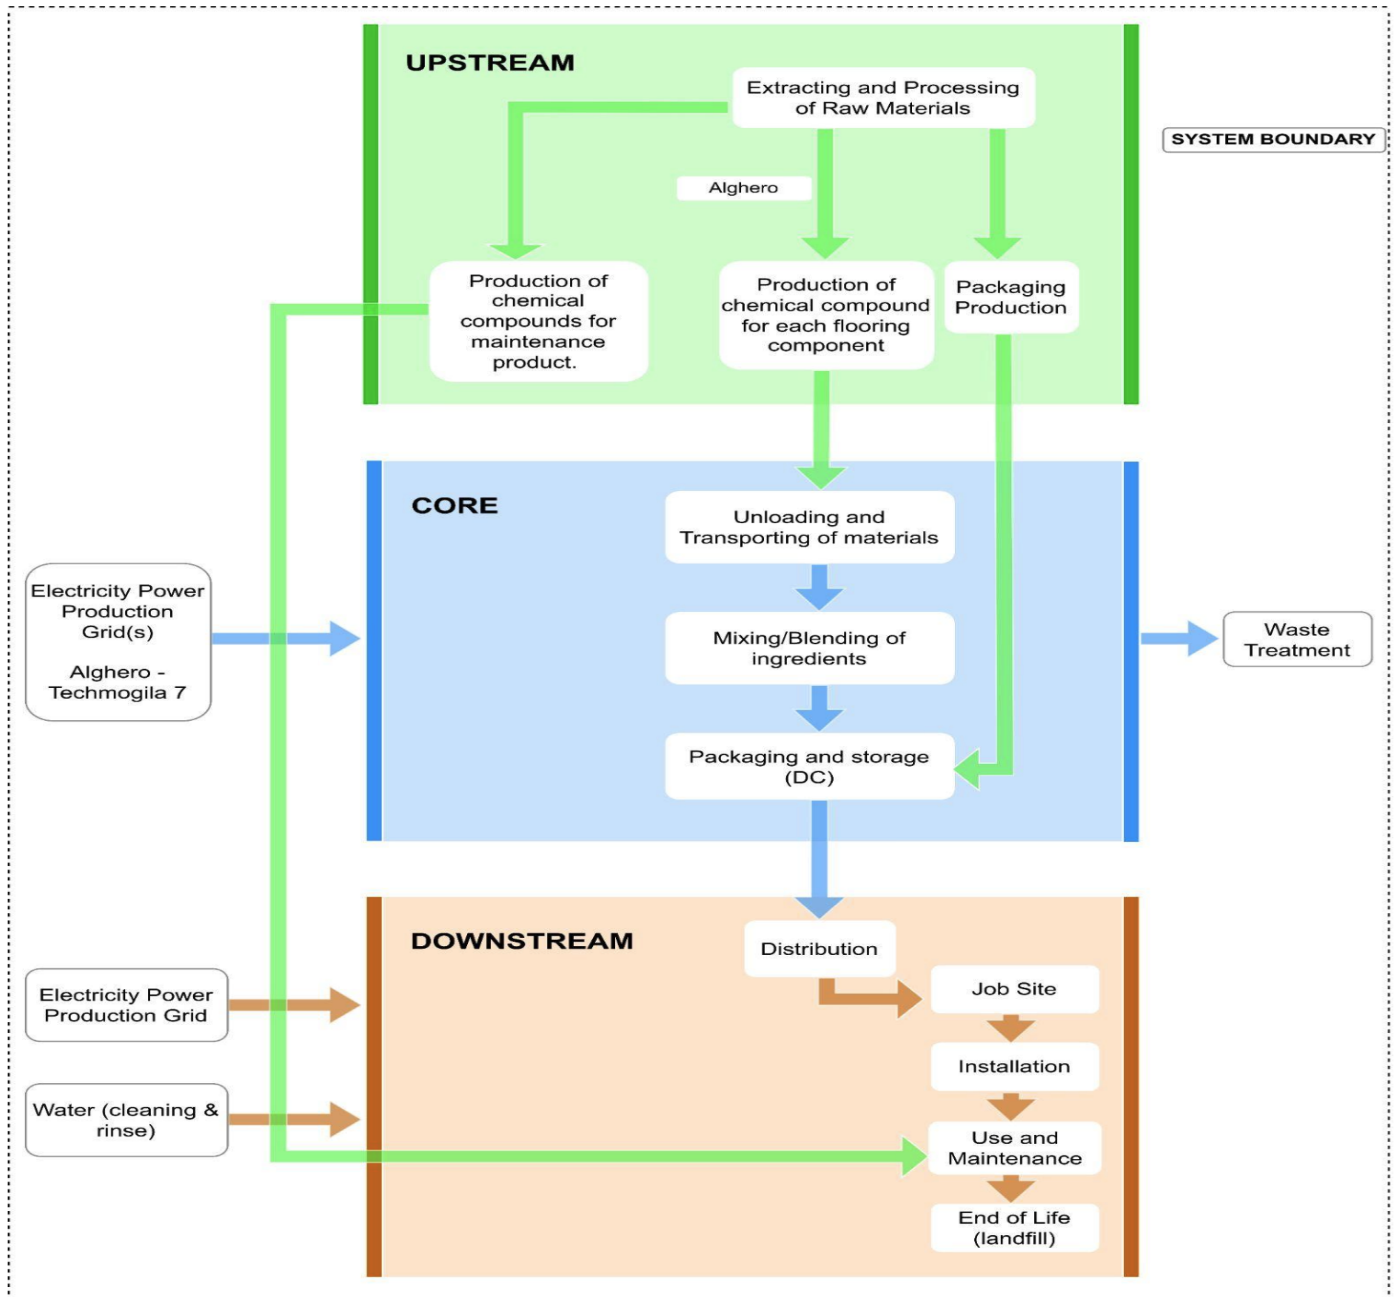 UPSTREAM
Extracting and Processing
of Raw Materials
SYSTEM BOUNDARY
Alghero
Production of
chemical
compounds for
maintenance
product.
Production of
chemical compound
for each flooring
component
Packaging
Production
CORE
Unloading and
Transporting of materials
Electricity Power
Production
Grid(s)
Alghero -
Techmogila 7
Mixing/Blending of
ingredients
Waste
Treatment
Packaging and storage
(DC)
DOWNSTREAM
Distribution
Electricity Power
Production Grid
Job Site
Installation
Water (cleaning &
rinse)
Use and
Maintenance
End of Life
(landfill)